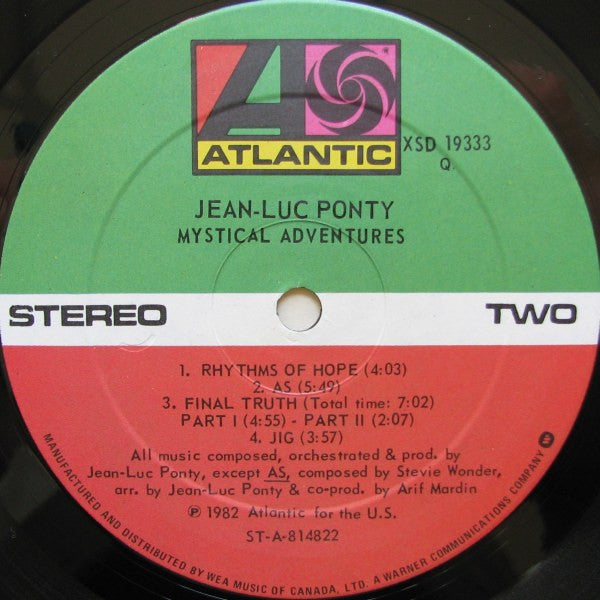 ATLANTIC
XSD 19333
Q.
JEAN-LUC PONTY
MYSTICAL ADVENTURES
STEREO
TWO
1. RHYTHMS OF HOPE (4:03)
2. AS (5:49)
3. FINAL TRUTH (Total time: 7:02)
PART I (4:55) - PART II (2:07)
4. JIG (3:57)
All music composed, orchestrated & prod. by
Jean-Luc Ponty, except AS, composed by Stevie Wonder,
arr. by Jean-Luc Ponty & co-prod. by Arif Mardin
℗ 1982 Atlantic for the U.S.
ST-A-814822
MANUFACTURED AND DISTRIBUTED BY WEA MUSIC OF CANADA, LTD. A WARNER COMMUNICATIONS COMPANY